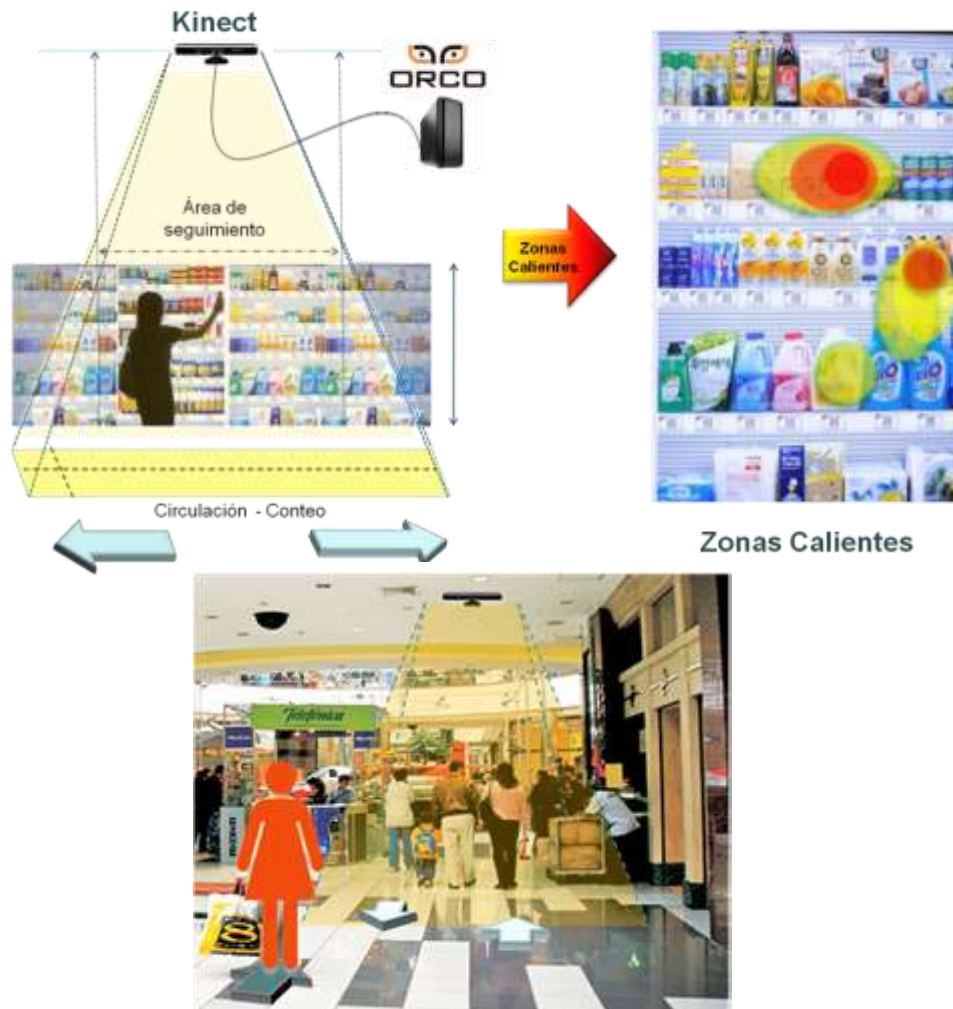 Kinect
ORCO
Área de
seguimiento
Zonas
Calientes
Circulación - Conteo
Zonas Calientes
Telefónica